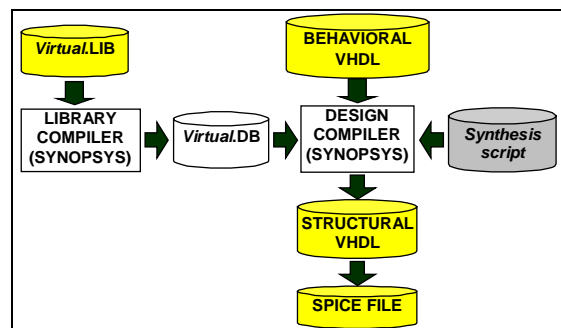 Virtual.LIB
BEHAVIORAL
VHDL
LIBRARY
COMPILER
(SYNOPSYS)
Virtual.DB
DESIGN
COMPILER
(SYNOPSYS)
Synthesis
script
STRUCTURAL
VHDL
SPICE FILE